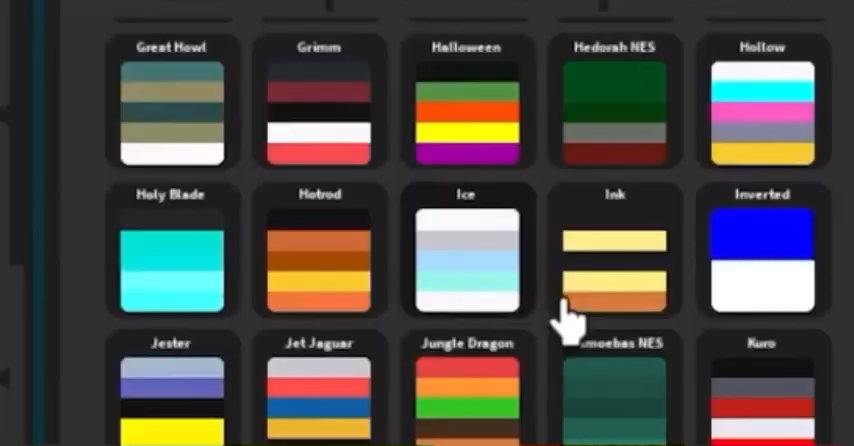 Great Howl
Grimm
Halloween
Hedorah NES
Hollow
Holy Blade
Hotrod
Ice
Ink
Inverted
Jester
Jet Jaguar
Jungle Dragon
NES
Kuro